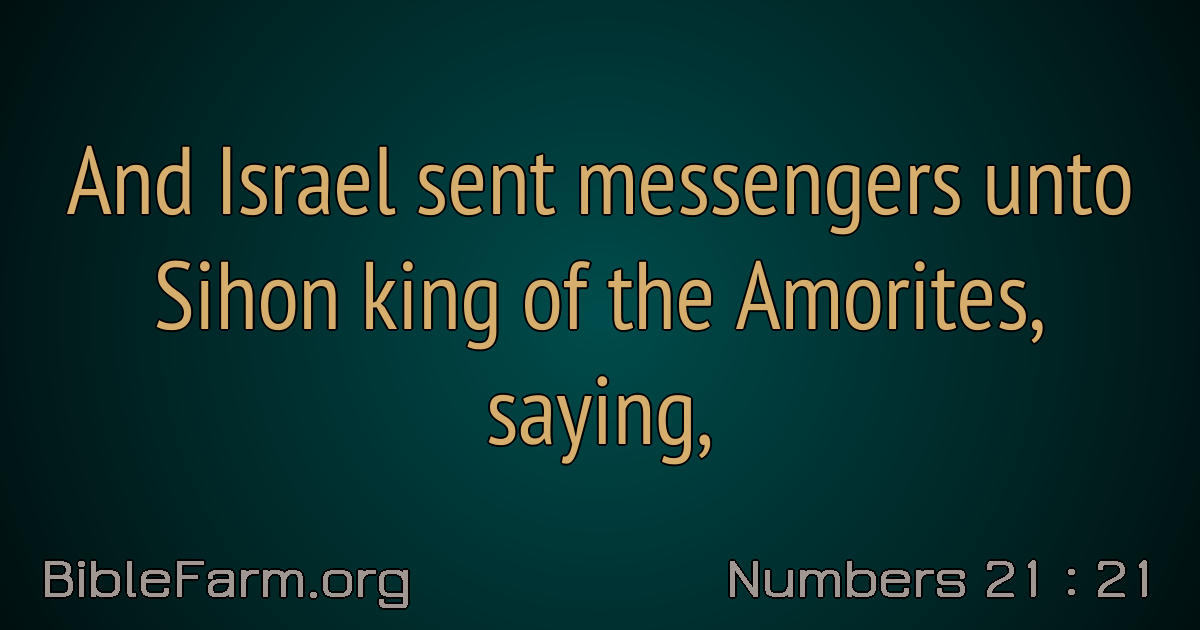 And Israel sent messengers unto
Sihon king of the Amorites,
saying,
BibleFarm.org
Numbers 21 : 21